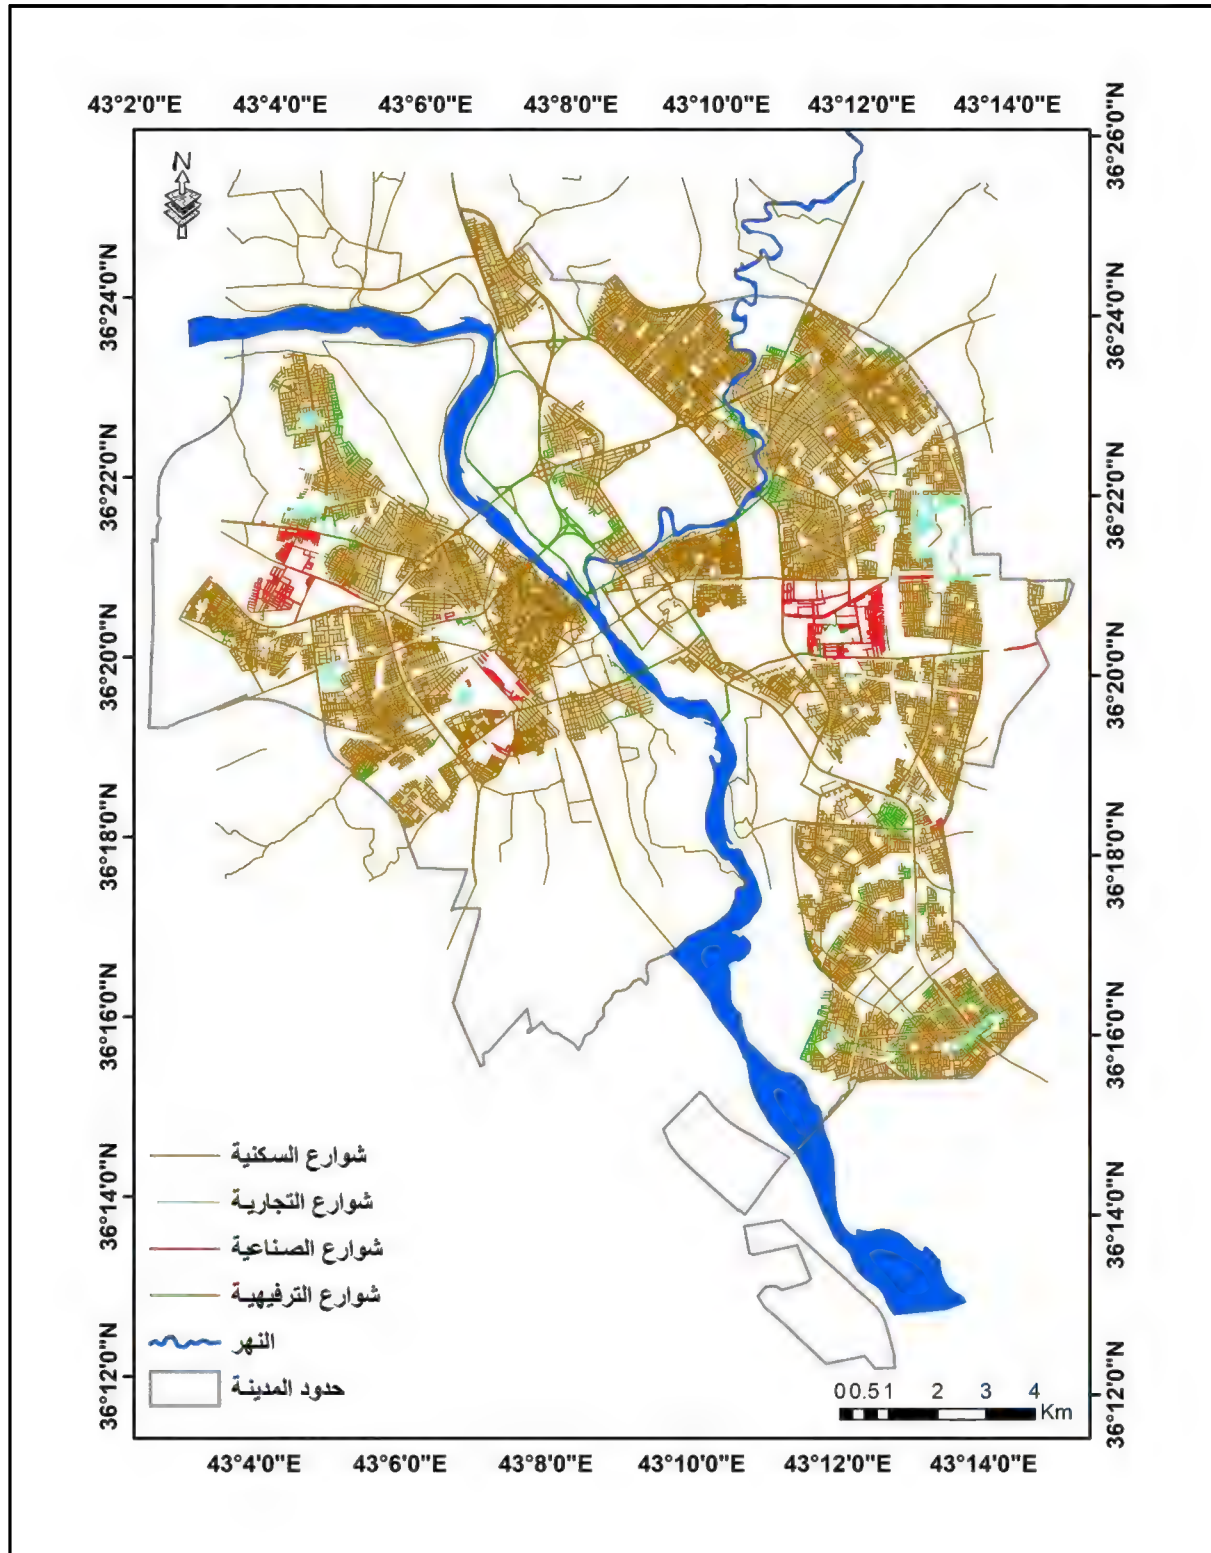 43°2'0"E 43°4'0"E 43°6'0"E 43°8'0"E 43°10'0"E 43°12'0"E 43°14'0"E
N
36°26'0"N
36°24'0"N
36°24'0"N
36°22'0"N
36°22'0"N
36°20'0"N
36°20'0"N
36°18'0"N
36°18'0"N
36°16'0"N
36°16'0"N
36°14'0"N
36°14'0"N
36°12'0"N
36°12'0"N
شوارع السكنية
شوارع التجارية
شوارع الصناعية
شوارع الترفيهية
النهر
حدود المدينة
0 0.5 1 2 3 4
Km
43°4'0"E 43°6'0"E 43°8'0"E 43°10'0"E 43°12'0"E 43°14'0"E